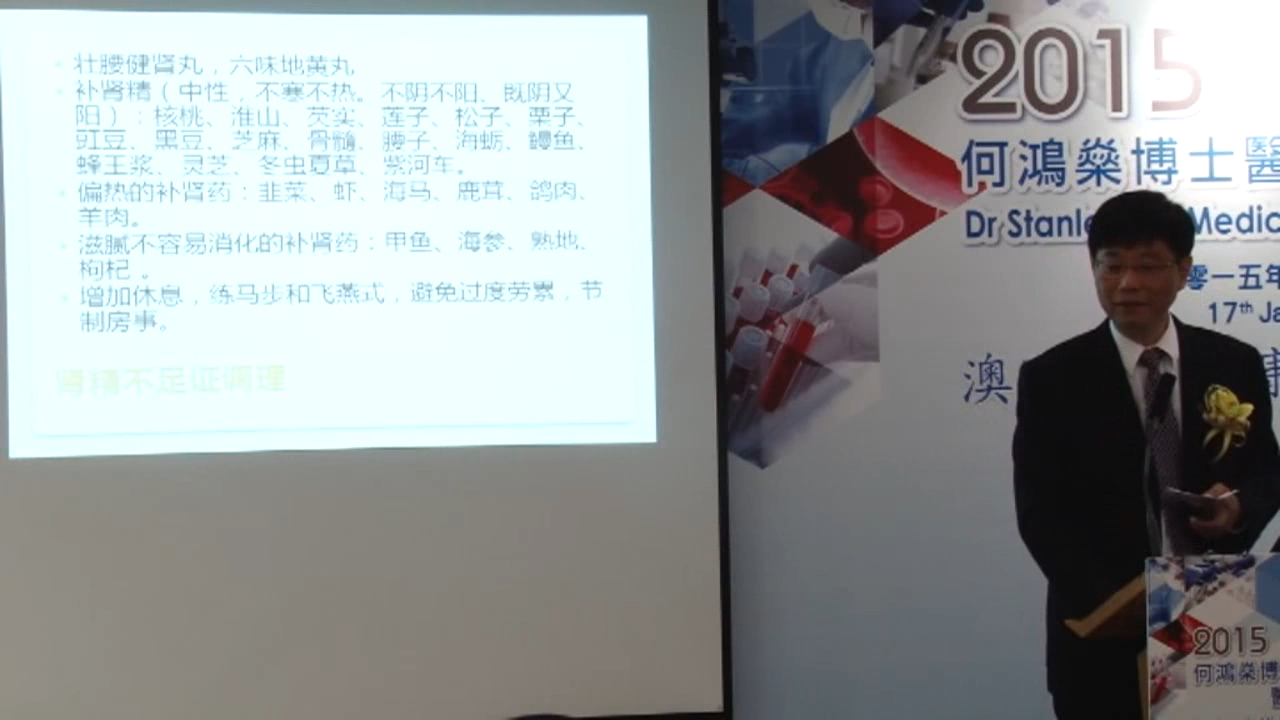 壮腰健肾丸，六味地黄丸
补肾精（中性，不寒不热。不阴不阳、既阴又
阳）：核桃、淮山、芡实、莲子、松子、栗子、
豇豆、黑豆、芝麻、骨髓、腰子、海蛎、鳗鱼、
蜂王浆、灵芝、冬虫夏草、紫河车。
偏热的补肾药：韭菜、虾、海马、鹿茸、鸽肉、
羊肉。
滋腻不容易消化的补肾药：甲鱼、海参、熟地、
枸杞 。
增加休息，练马步和飞燕式，避免过度劳累，节
制房事。
肾精不足证调理
2015
何鴻燊博士醫
Dr Stanle Medic
零一五年
17th Ja
澳
2015
何鴻燊博